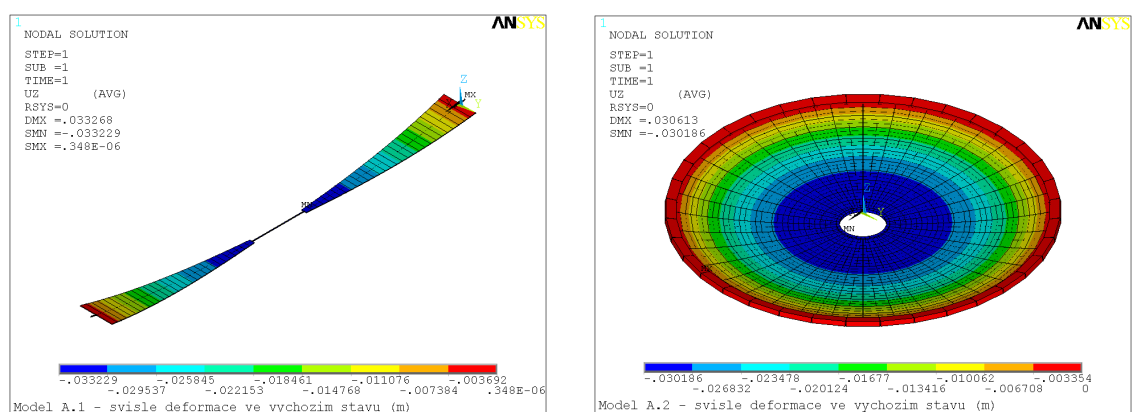 1
ANSYS
NODAL SOLUTION
STEP=1
SUB =1
TIME=1
UZ (AVG)
RSYS=0
DMX =.033268
SMN =-.033229
SMX =.348E-06
Z
MX
Y
MN
-.033229 -.025845 -.018461 -.011076 -.003692
-.029537 -.022153 -.014768 -.007384 .348E-06
Model A.1 - svisle deformace ve vychozim stavu (m)
1
ANSYS
NODAL SOLUTION
STEP=1
SUB =1
TIME=1
UZ (AVG)
RSYS=0
DMX =.030613
SMN =-.030186
Z
Y
MN
-.030186 -.023478 -.01677 -.010062 -.003354
-.026832 -.020124 -.013416 -.006708 0
Model A.2 - svisle deformace ve vychozim stavu (m)